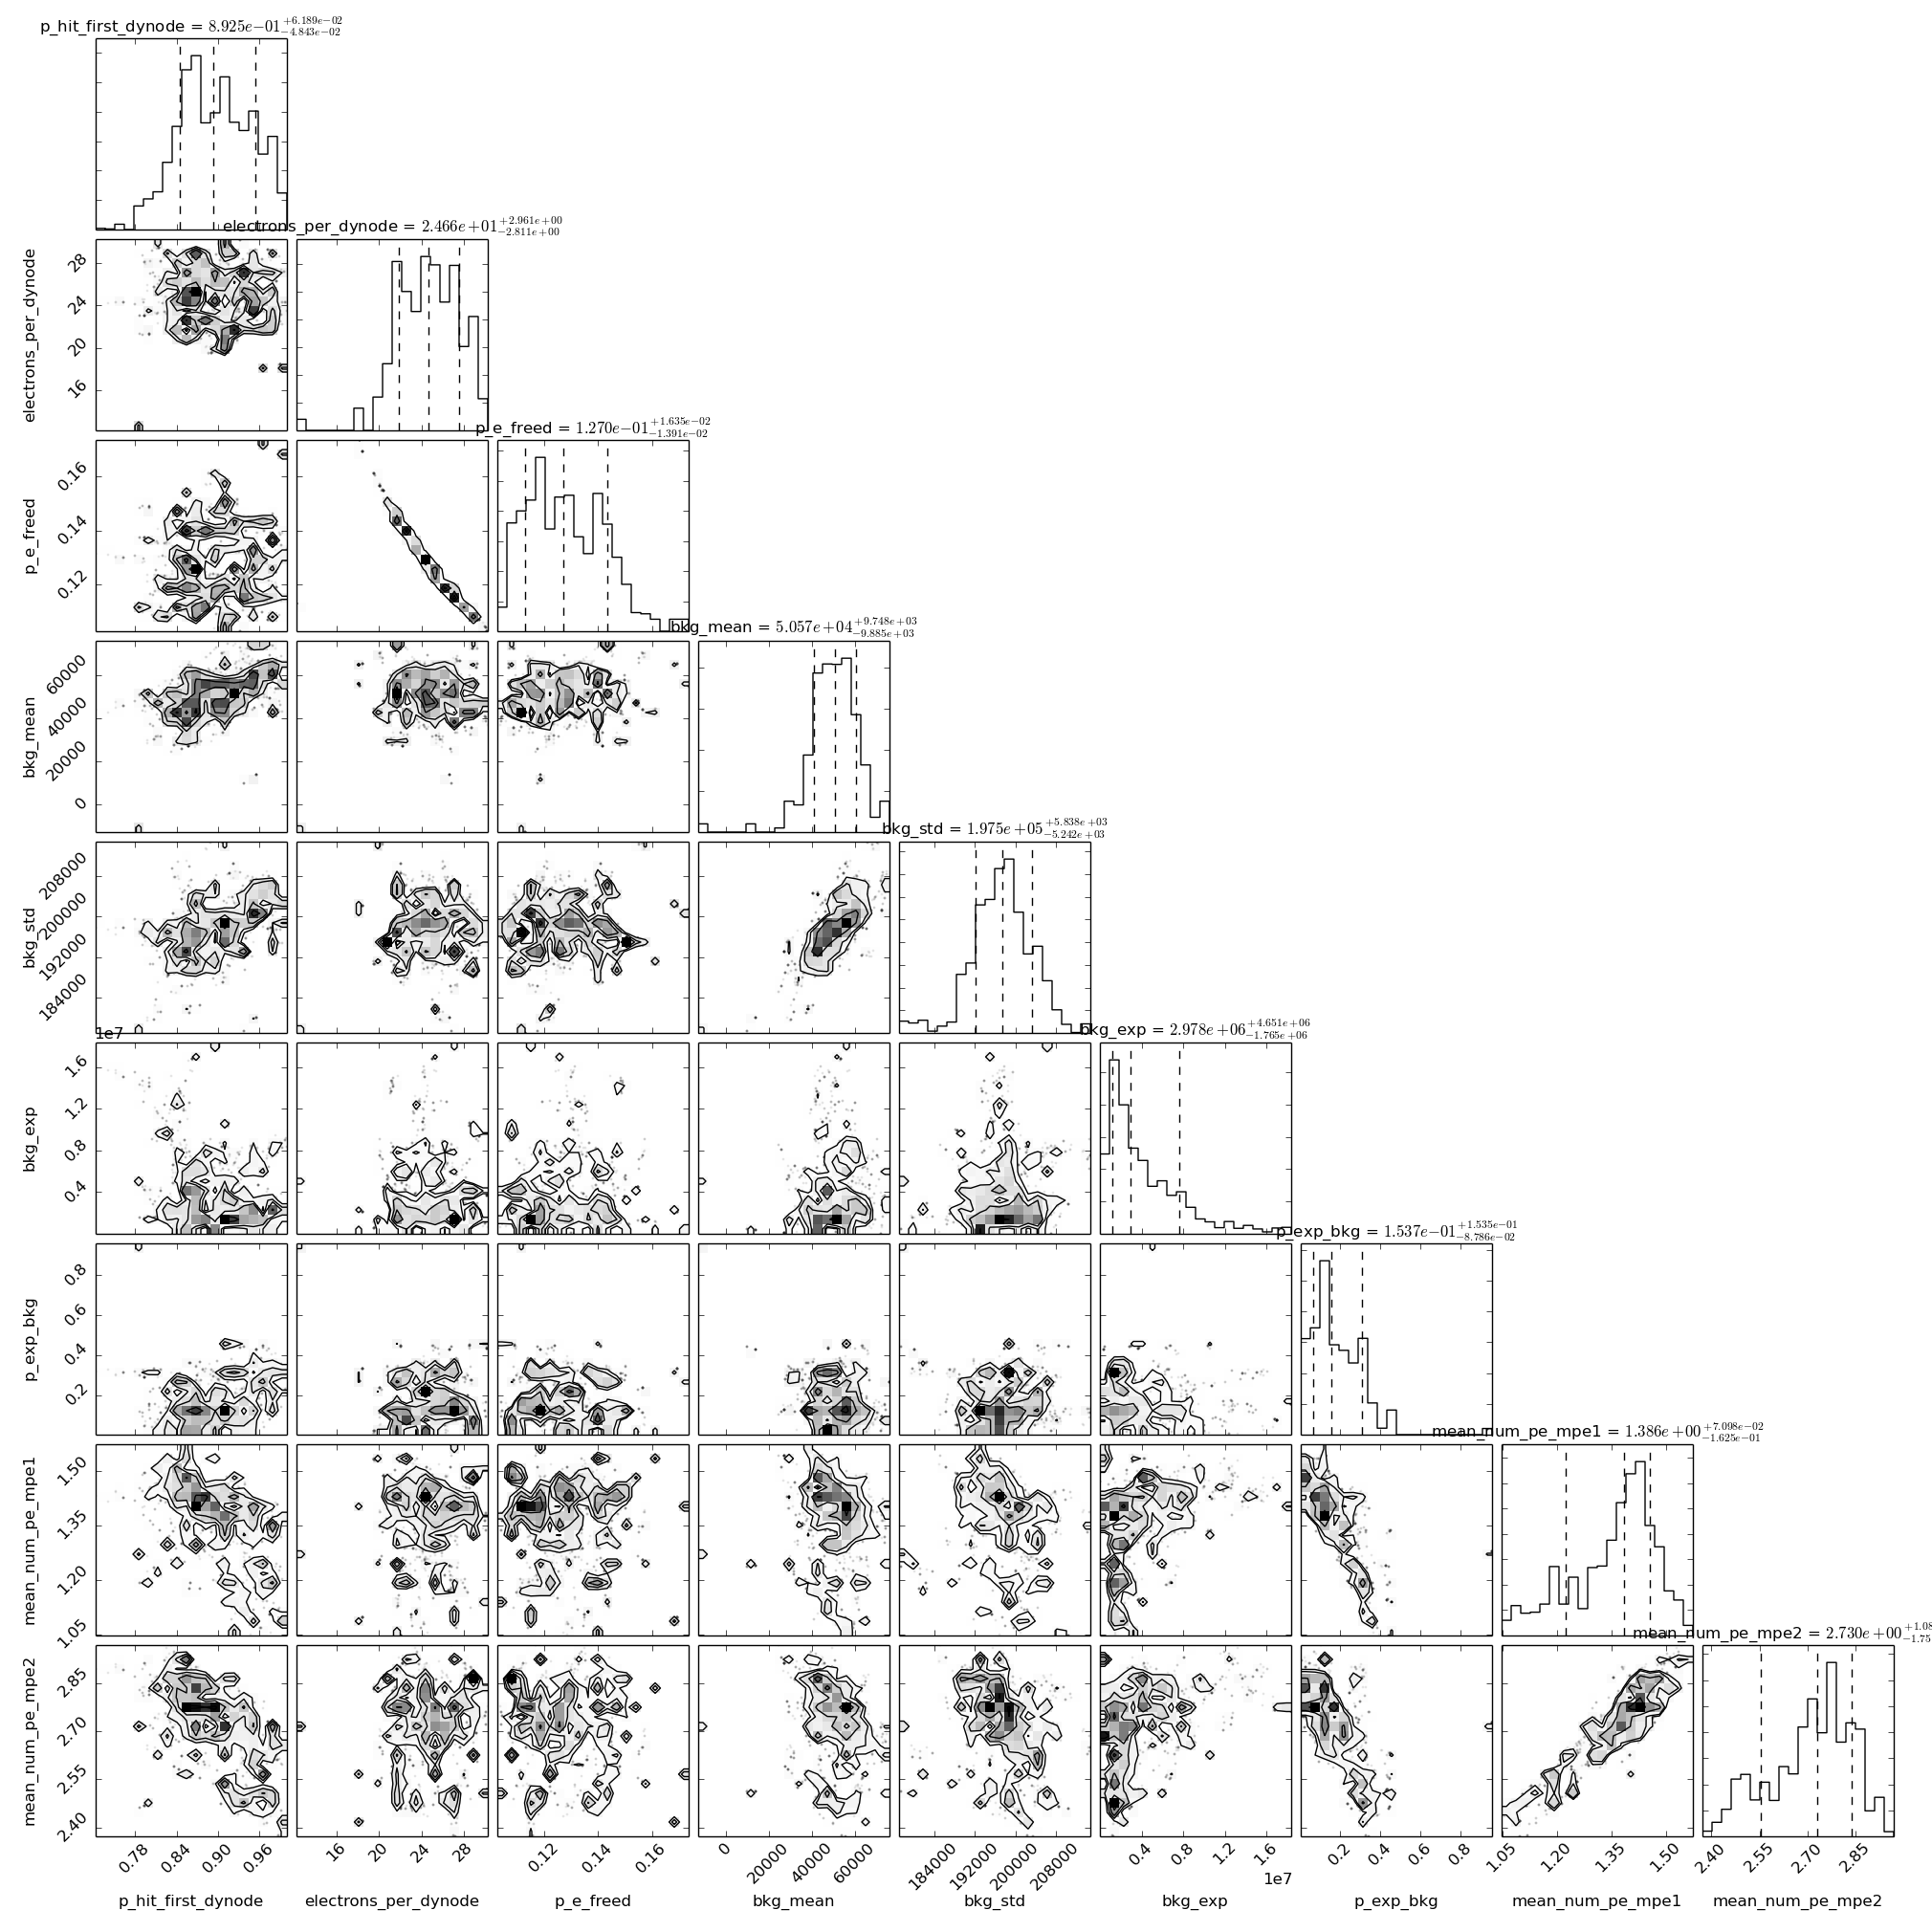 p_hit_first_dynode = 8.925e−01 +6.189e−02 −4.843e−02
electrons_per_dynode = 2.466e+01 +2.961e+00 −2.811e+00
electrons_per_dynode
28
24
20
16
p_e_freed = 1.270e−01 +1.635e−02 −1.391e−02
p_e_freed
0.16
0.14
0.12
bkg_mean = 5.057e+04 +9.748e+03 −9.885e+03
bkg_mean
60000
40000
20000
0
bkg_std = 1.975e+05 +5.838e+03 −5.242e+03
bkg_std
208000
200000
192000
184000
1e7
bkg_exp = 2.978e+06 +4.651e+06 −1.765e+06
bkg_exp
1.6
1.2
0.8
0.4
p_exp_bkg = 1.537e−01 +1.535e−01 −8.786e−02
p_exp_bkg
0.8
0.6
0.4
0.2
mean_num_pe_mpe1 = 1.386e+00 +7.098e−02 −1.625e−01
mean_num_pe_mpe1
1.50
1.35
1.20
1.05
mean_num_pe_mpe2 = 2.730e+00 +1.08 −1.75
mean_num_pe_mpe2
2.85
2.70
2.55
2.40
0.78 0.84 0.90 0.96
16 20 24 28
0.12 0.14 0.16
0 20000 40000 60000
184000 192000 200000 208000
0.4 0.8 1.2 1.6
1e7
0.2 0.4 0.6 0.8
1.05 1.20 1.35 1.50
2.40 2.55 2.70 2.85
p_hit_first_dynode electrons_per_dynode p_e_freed bkg_mean bkg_std bkg_exp p_exp_bkg mean_num_pe_mpe1 mean_num_pe_mpe2